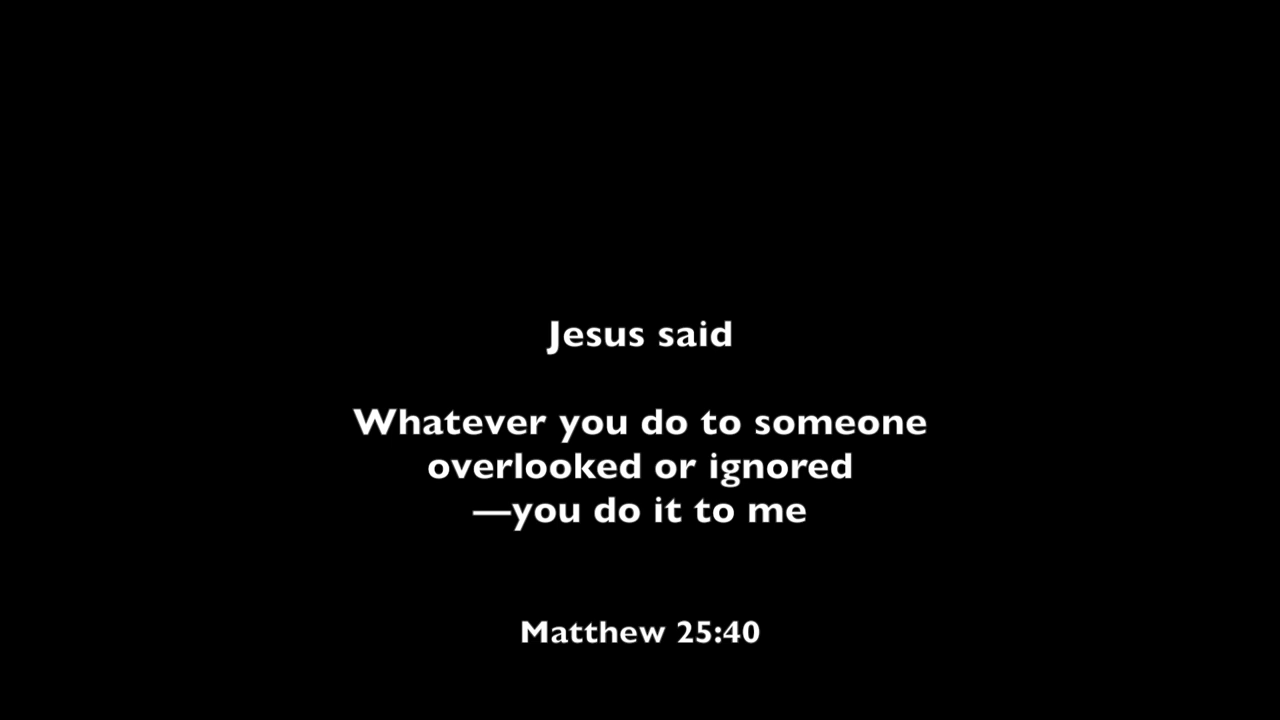 Jesus said
Whatever you do to someone
overlooked or ignored
—you do it to me
Matthew 25:40